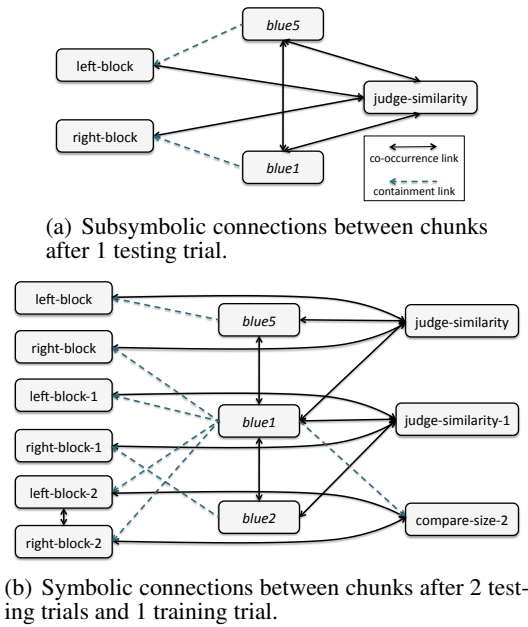 blue5
left-block
judge-similarity
right-block
co-occurrence link
blue1
containment link
(a) Subsymbolic connections between chunks
after 1 testing trial.
left-block
blue5
judge-similarity
right-block
left-block-1
blue1
judge-similarity-1
right-block-1
left-block-2
blue2
compare-size-2
right-block-2
(b) Symbolic connections between chunks after 2 test-
ing trials and 1 training trial.